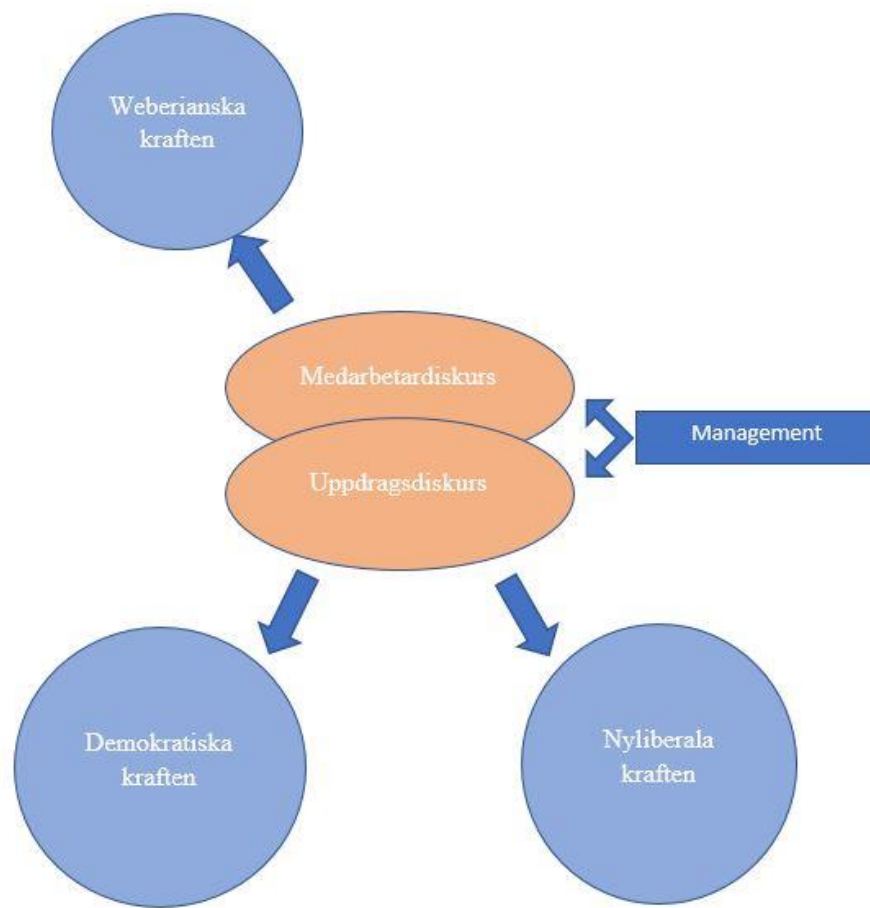 Weberianska
kraften
Medarbetardiskurs
Management
Uppdragsdiskurs
Demokratiska
kraften
Nyliberala
kraften